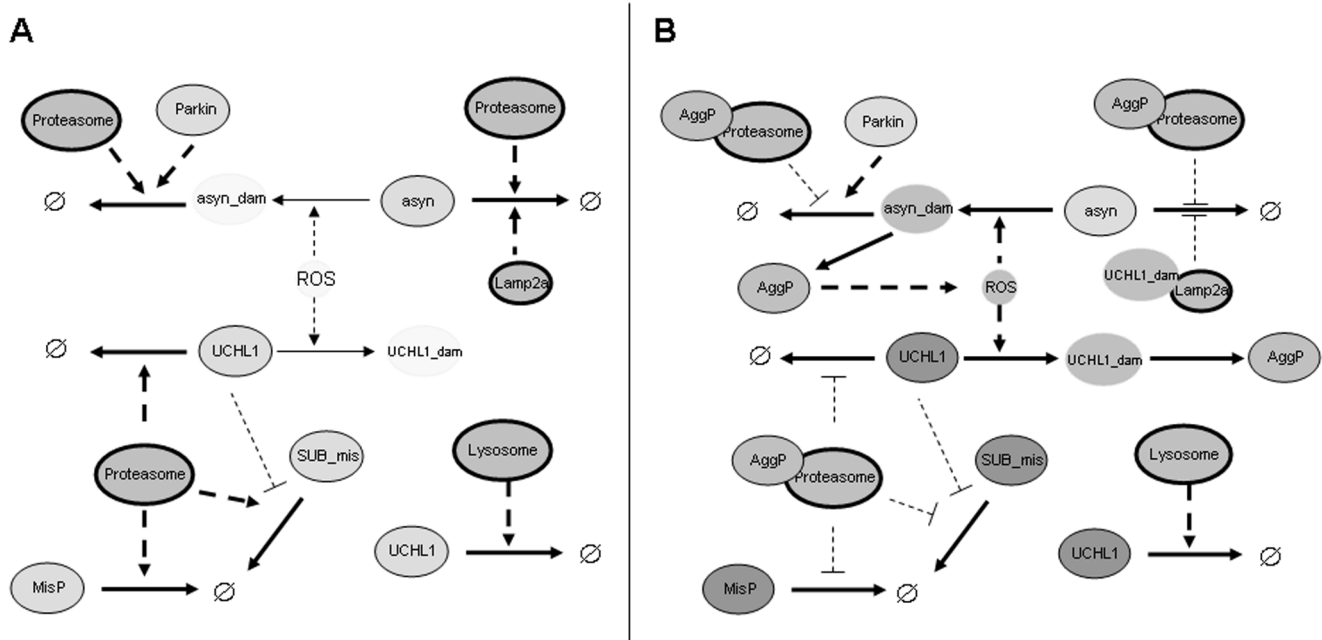 A
Proteasome
Parkin
Proteasome
∅
asyn_dam
asyn
∅
ROS
Lamp2a
∅
UCHL1
UCHL1_dam
Proteasome
SUB_mis
Lysosome
UCHL1
∅
MisP
∅
B
AggP
Proteasome
Parkin
AggP
Proteasome
∅
asyn_dam
asyn
∅
AggP
ROS
UCHL1_dam
Lamp2a
∅
UCHL1
UCHL1_dam
AggP
AggP
Proteasome
SUB_mis
Lysosome
UCHL1
∅
MisP
∅